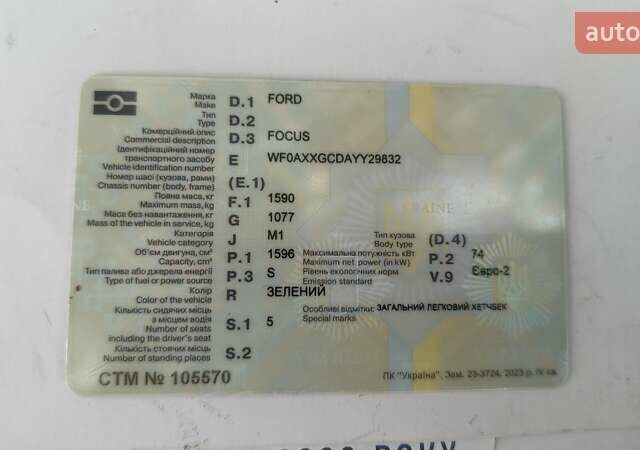 auto
Марка
Make D.1 FORD
Тип
Type D.2
Комерційний опис
Commercial description D.3 FOCUS
Ідентифікаційний номер
транспортного засобу E WF0AXXGCDAYY29832
Vehicle identification number
Номер шасі (кузова, рами)
Chassis number (body, frame) (E.1)
Повна маса, кг
Maximum mass, kg F.1 1590
Маса без навантаження, кг
Mass of the vehicle in service, kg G 1077
Категорія
Vehicle category J M1
Тип кузова
Body type (D.4)
Об'єм двигуна, см³
Capacity, cm³ P.1 1596
Максимальна потужність кВт
Maximum net power (in kW) P.2 74
Тип палива або джерела енергії
Type of fuel or power source P.3 S
Рівень екологічних норм
Emission standard V.9 Євро-2
Колір
Color of the vehicle R ЗЕЛЕНИЙ
Особливі відмітки: ЗАГАЛЬНИЙ ЛЕГКОВИЙ ХЕТЧБЕК
Special marks
Кількість сидячих місць
з місцем водія
Number of seats S.1 5
including the driver's seat
Кількість стоячих місць
Number of standing places S.2
СТМ № 105570
ПК "Україна", Зам. 23-3724, 2023 р. IV кв.